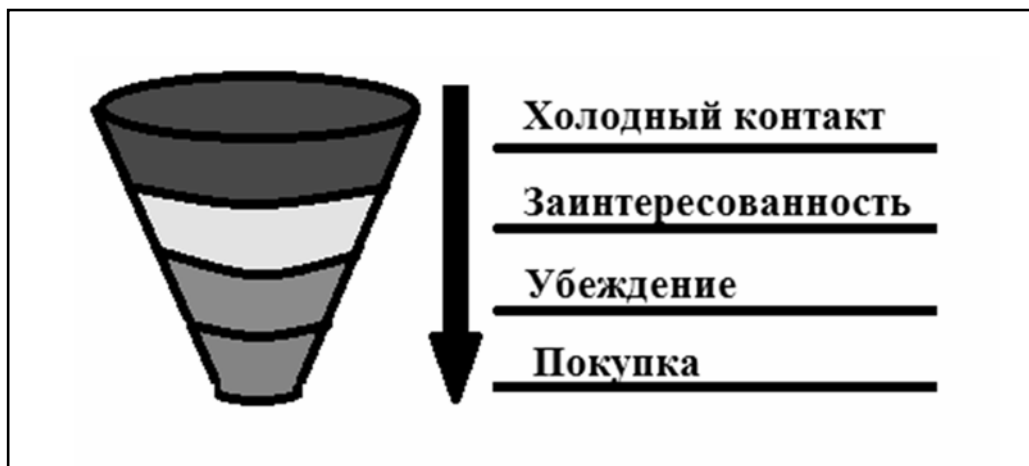 Холодный контакт
Заинтересованность
Убеждение
Покупка